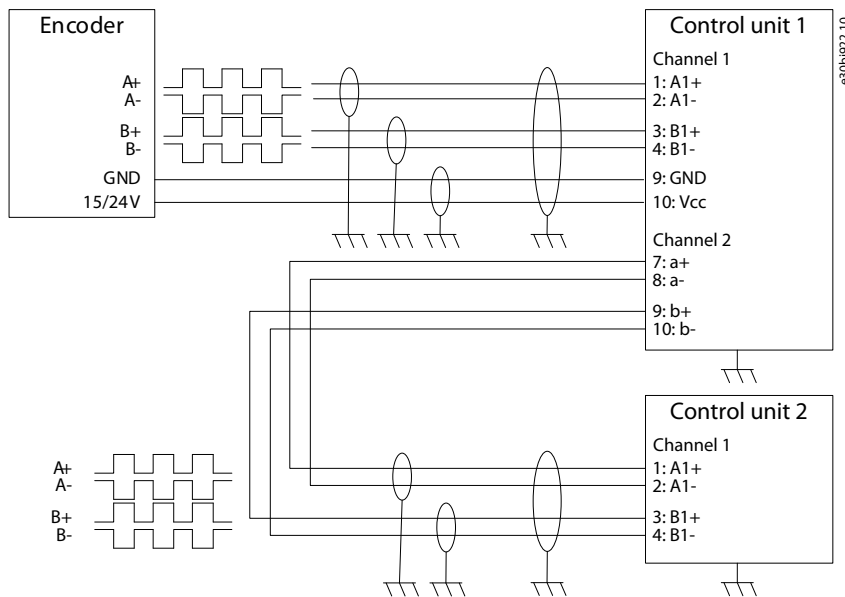 Encoder
A+
A-
B+
B-
GND
15/24V
Control unit 1
Channel 1
1: A1+
2: A1-
3: B1+
4: B1-
9: GND
10: Vcc
Channel 2
7: a+
8: a-
9: b+
10: b-
Control unit 2
Channel 1
1: A1+
2: A1-
3: B1+
4: B1-
A+
A-
B+
B-